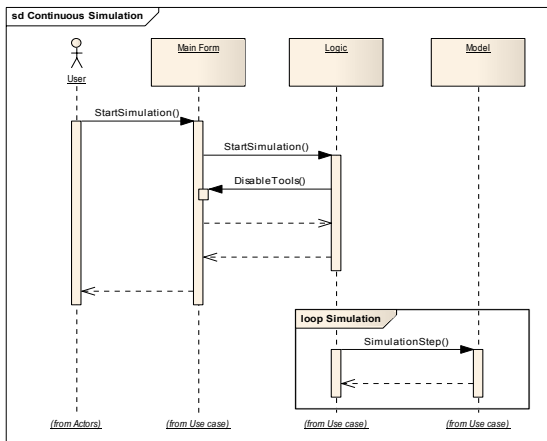 sd Continuous Simulation
User
Main Form
Logic
Model
StartSimulation()
StartSimulation()
DisableTools()
loop Simulation
SimulationStep()
(from Actors)
(from Use case)
(from Use case)
(from Use case)